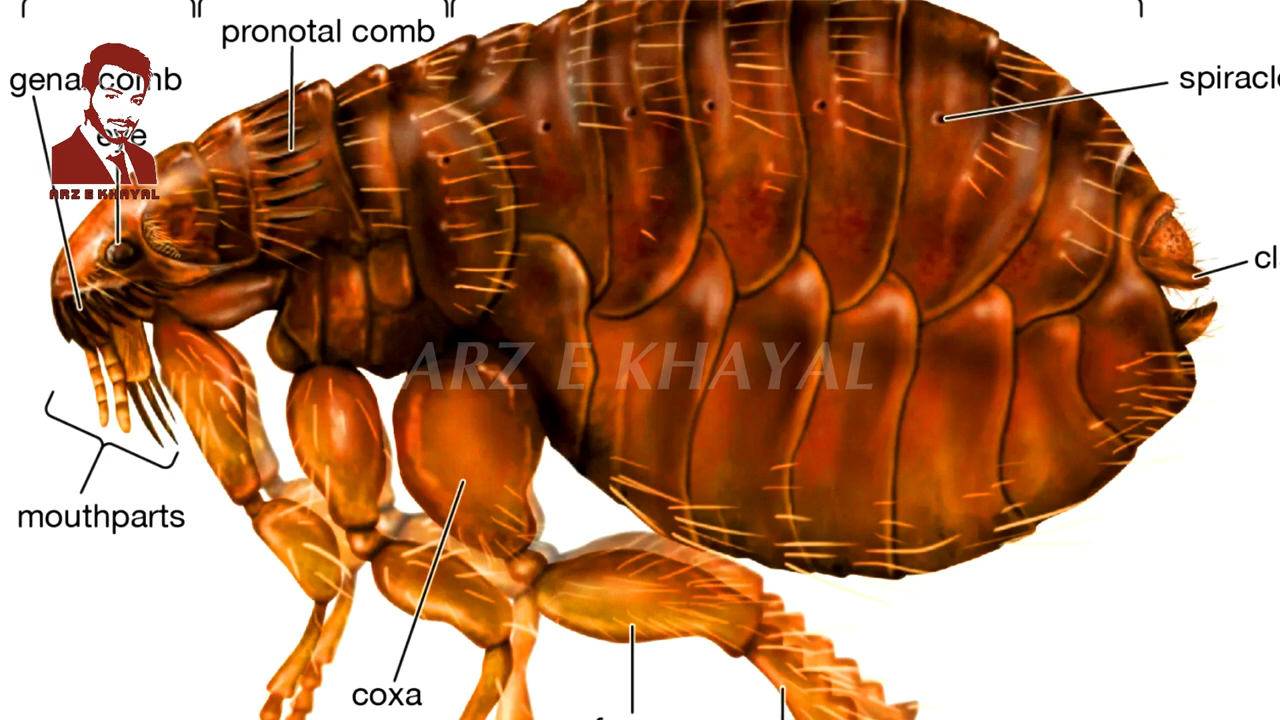 pronotal comb
genal comb
eye
ARZ E KHAYAL
spiracle
ARZ E KHAYAL
mouthparts
coxa